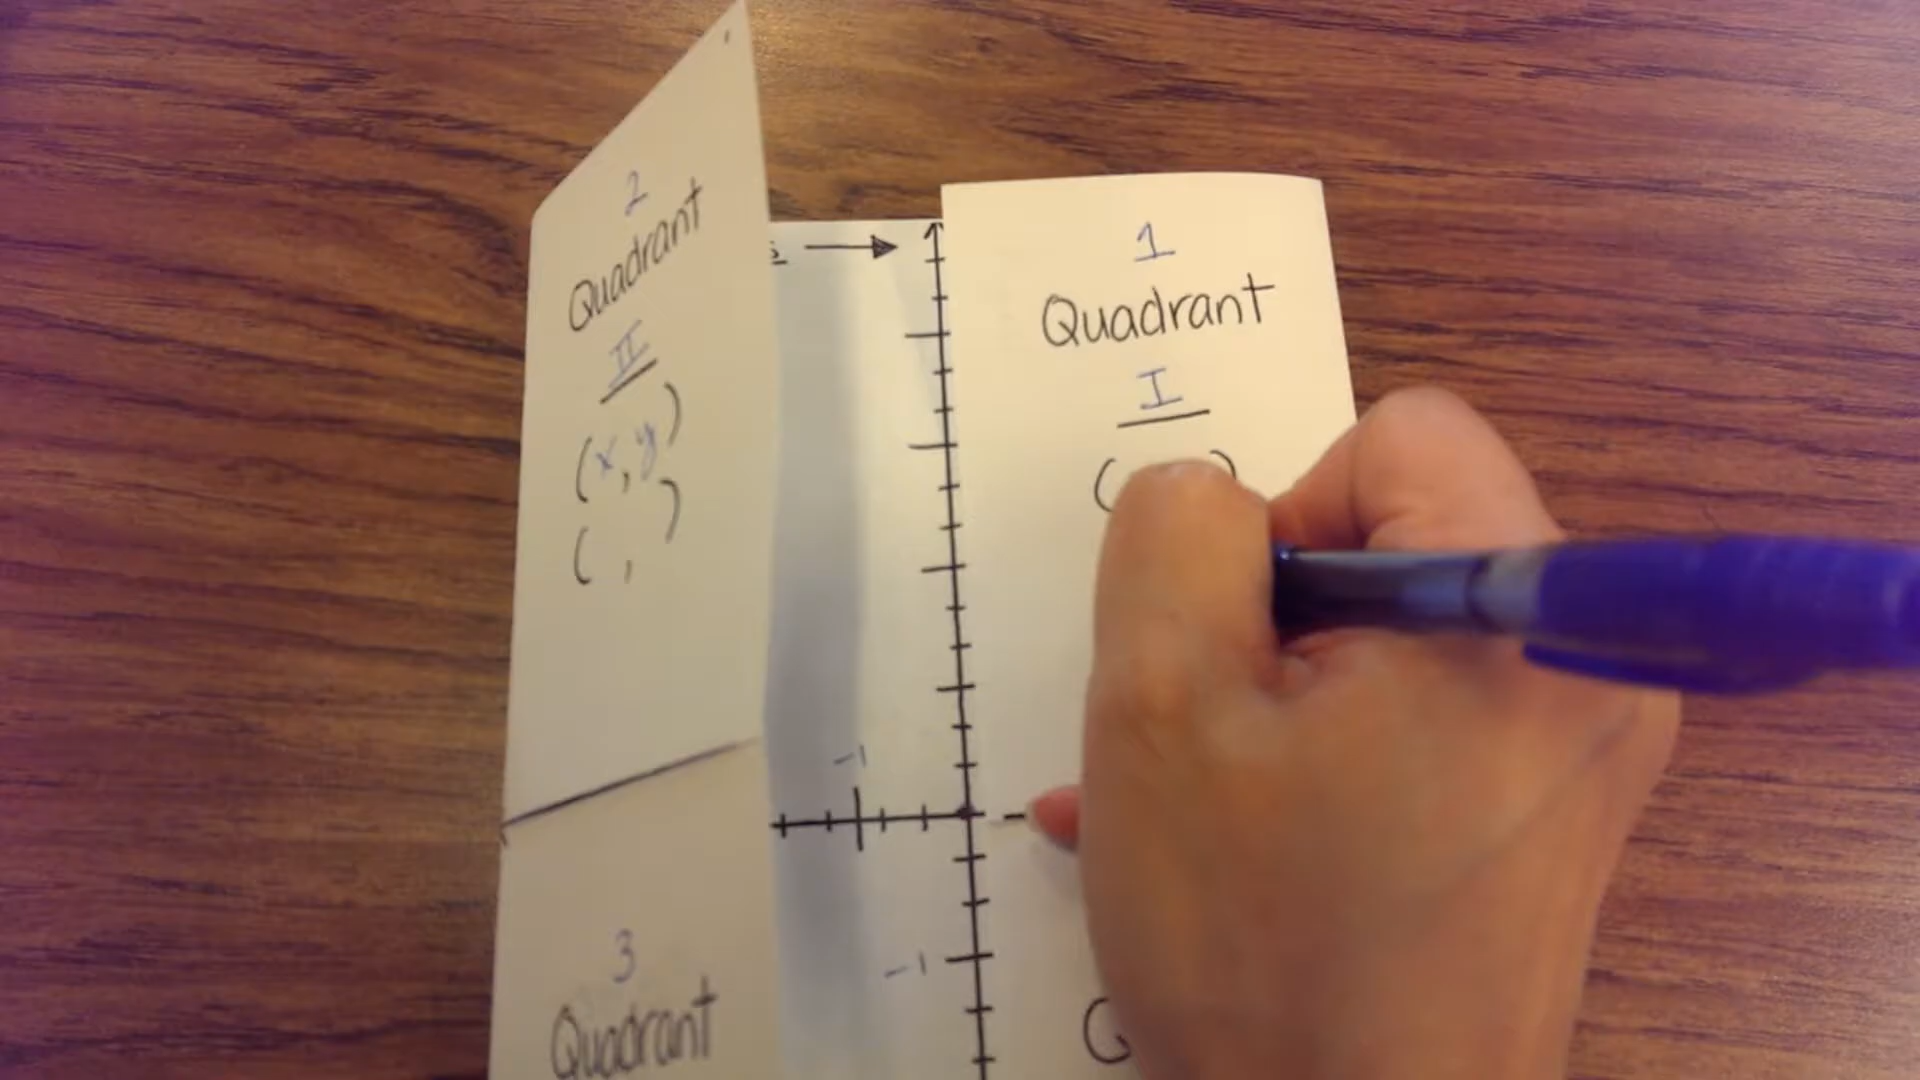 2
Quadrant
II
(x, y)
( , )
1
Quadrant
I
-1
-1
3
Quadrant